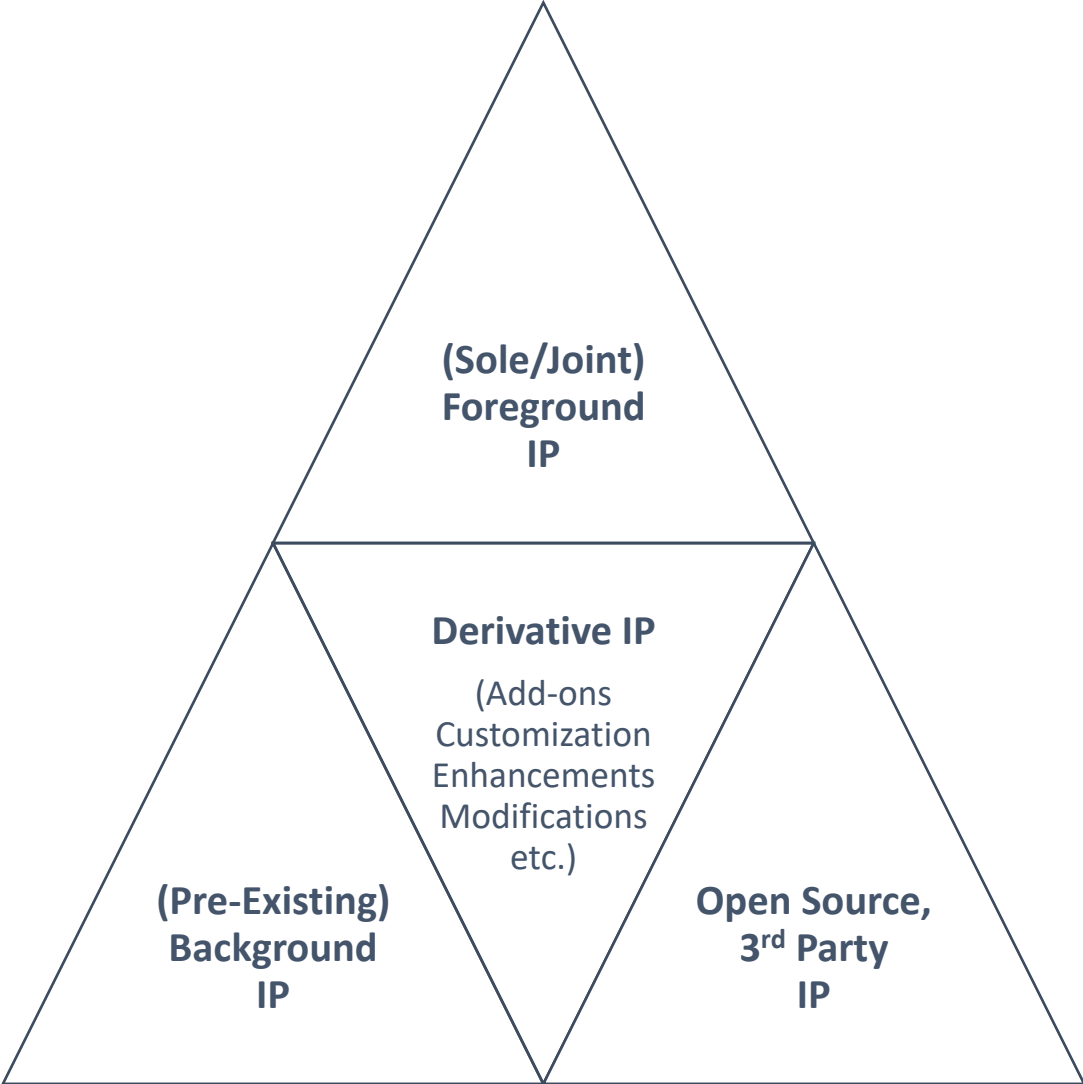 (Sole/Joint)
Foreground
IP
Derivative IP
(Add-ons
Customization
Enhancements
Modifications
etc.)
(Pre-Existing)
Background
IP
Open Source,
3rd Party
IP